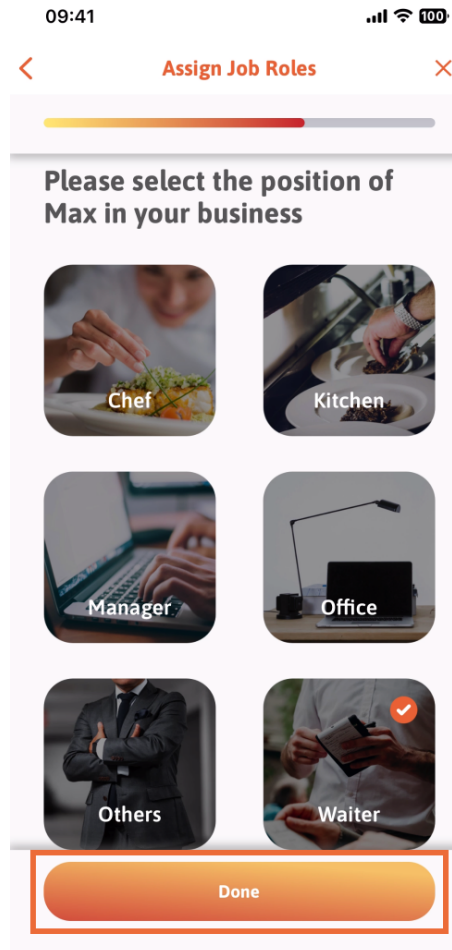 09:41
100
Assign Job Roles
Please select the position of
Max in your business
Chef
Kitchen
Manager
Office
Others
Waiter
Done